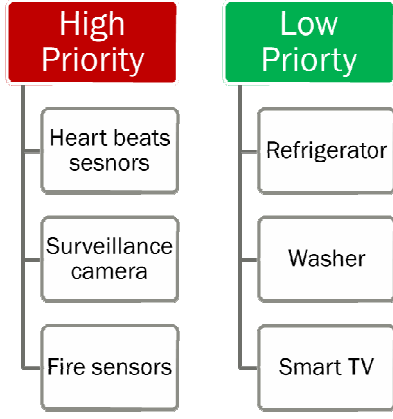 High
Priority
Heart beats
sesnors
Surveillance
camera
Fire sensors
Low
Priorty
Refrigerator
Washer
Smart TV